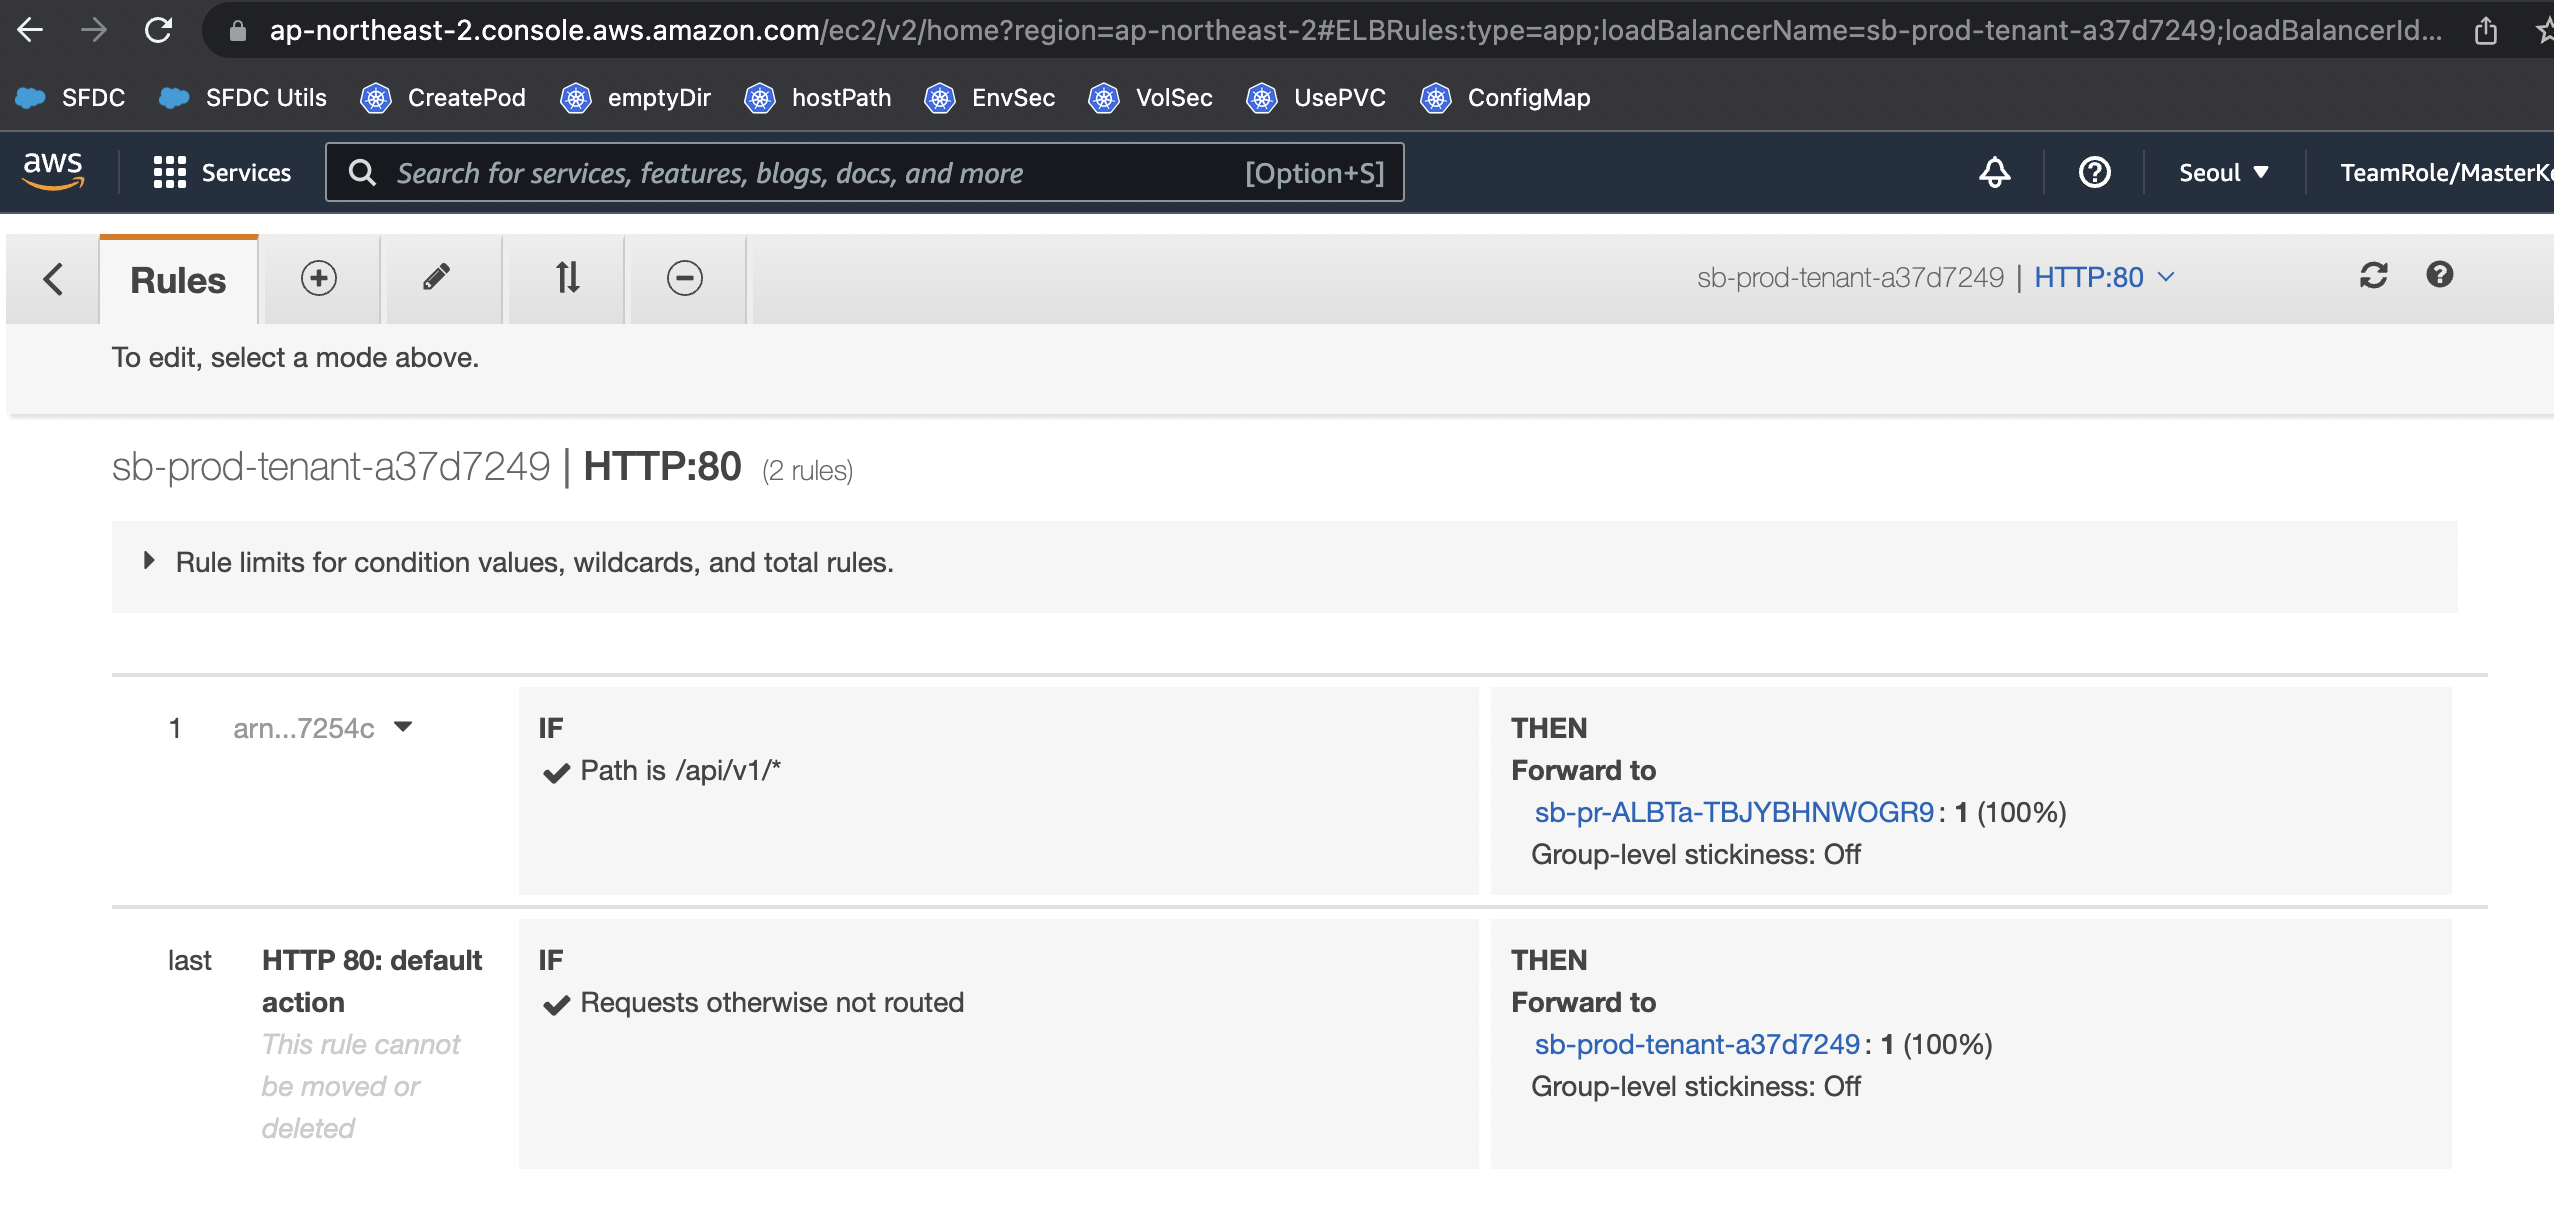 ap-northeast-2.console.aws.amazon.com/ec2/v2/home?region=ap-northeast-2#ELBRules:type=app;loadBalancerName=sb-prod-tenant-a37d7249;loadBalancerId...
SFDC SFDC Utils CreatePod emptyDir hostPath EnvSec VolSec UsePVC ConfigMap
aws Services Search for services, features, blogs, docs, and more [Option+S] Seoul ▼ TeamRole/MasterKe
Rules sb-prod-tenant-a37d7249 | HTTP:80
To edit, select a mode above.
sb-prod-tenant-a37d7249 | HTTP:80 (2 rules)
Rule limits for condition values, wildcards, and total rules.
1 arn...7254c
IF
Path is /api/v1/*
THEN
Forward to
sb-pr-ALBTa-TBJYBHNWOGR9: 1 (100%)
Group-level stickiness: Off
last
HTTP 80: default
action
This rule cannot
be moved or
deleted
IF
Requests otherwise not routed
THEN
Forward to
sb-prod-tenant-a37d7249: 1 (100%)
Group-level stickiness: Off